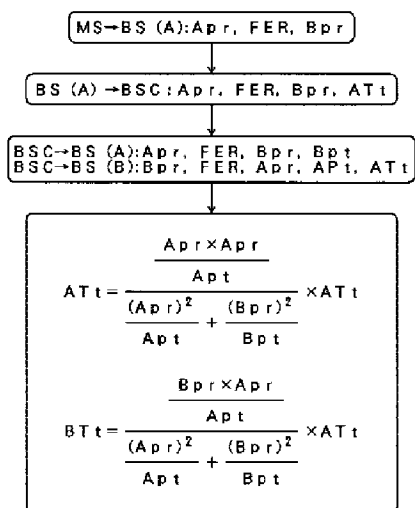 MS→BS (A):Apr, FER, Bpr
BS (A) →BSC:Apr, FER, Bpr, ATt
BSC→BS (A):Apr, FER, Bpr, Bpt
BSC→BS (B):Bpr, FER, Apr, APt, ATt
ATt = ((Apr×Apr)/Apt) / ((Apr)²/Apt + (Bpr)²/Bpt) ×ATt
BTt = ((Bpr×Apr)/Apt) / ((Apr)²/Apt + (Bpr)²/Bpt) ×ATt